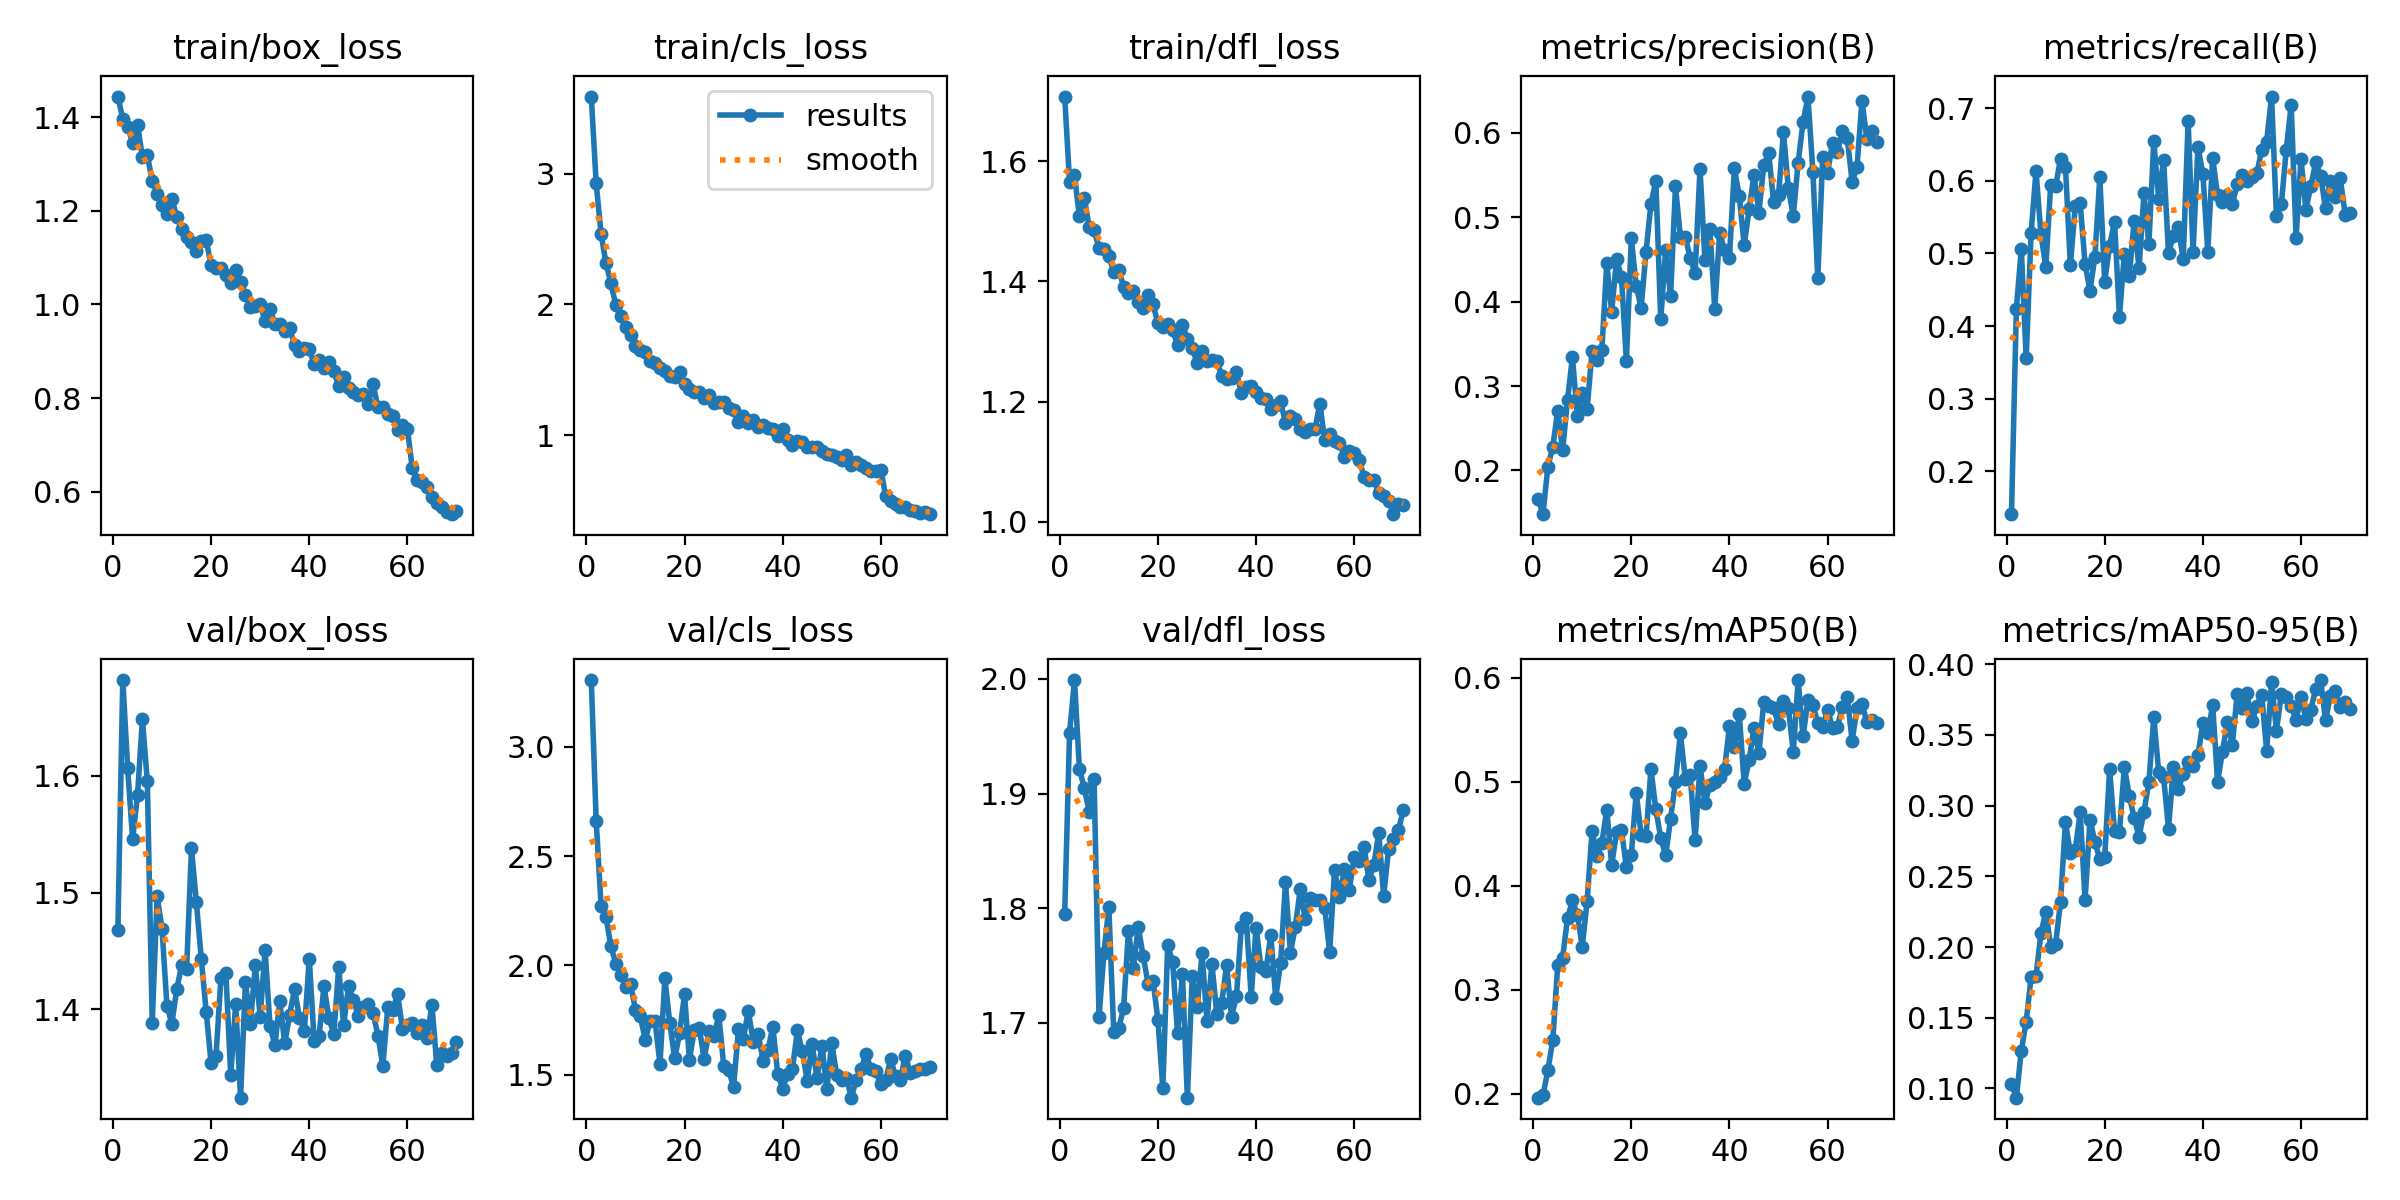 train/box_loss
1.4
1.2
1.0
0.8
0.6
0 20 40 60
train/cls_loss
results
smooth
3
2
1
0 20 40 60
train/dfl_loss
1.6
1.4
1.2
1.0
0 20 40 60
metrics/precision(B)
0.6
0.5
0.4
0.3
0.2
0 20 40 60
metrics/recall(B)
0.7
0.6
0.5
0.4
0.3
0.2
0 20 40 60
val/box_loss
1.6
1.5
1.4
0 20 40 60
val/cls_loss
3.0
2.5
2.0
1.5
0 20 40 60
val/dfl_loss
2.0
1.9
1.8
1.7
0 20 40 60
metrics/mAP50(B)
0.6
0.5
0.4
0.3
0.2
0 20 40 60
metrics/mAP50-95(B)
0.40
0.35
0.30
0.25
0.20
0.15
0.10
0 20 40 60